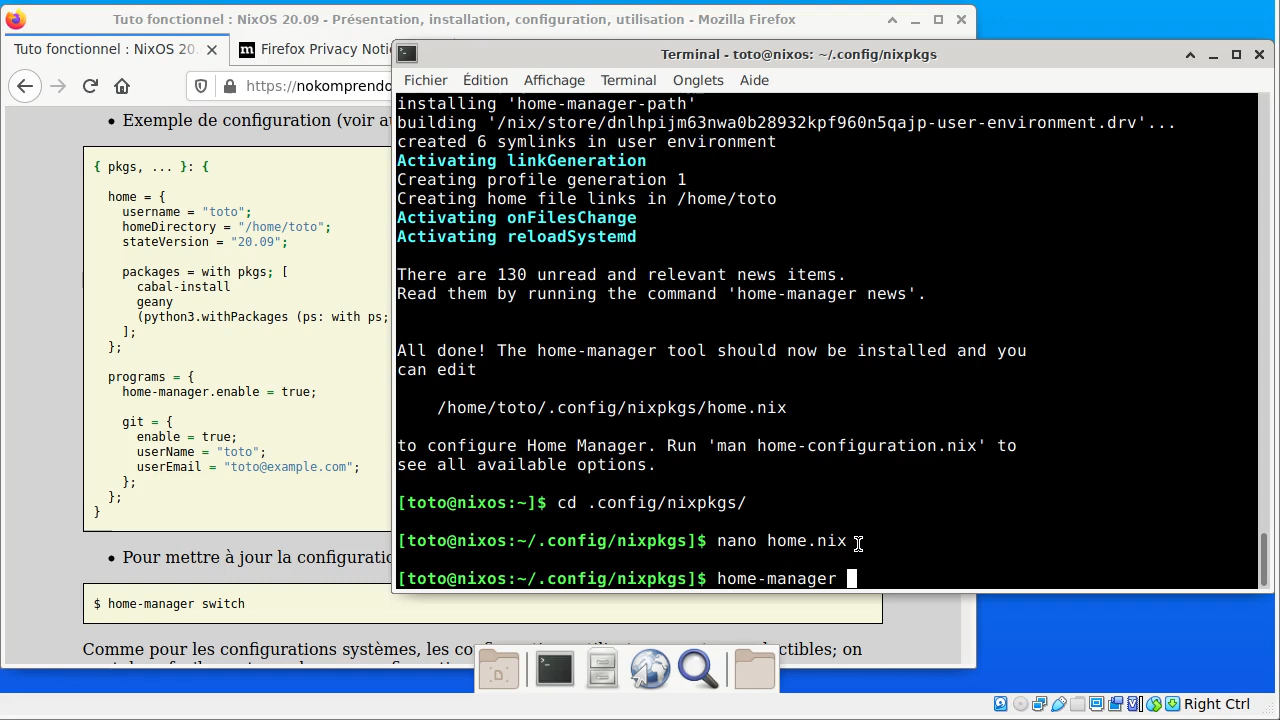 Tuto fonctionnel : NixOS 20.09 - Présentation, installation, configuration, utilisation - Mozilla Firefox
Tuto fonctionnel : NixOS 20.
Firefox Privacy Noti
https://nokomprendo
• Exemple de configuration (voir au
{ pkgs, ... }: {
home = {
username = "toto";
homeDirectory = "/home/toto";
stateVersion = "20.09";
packages = with pkgs; [
cabal-install
geany
(python3.withPackages (ps: with ps;
];
};
programs = {
home-manager.enable = true;
git = {
enable = true;
userName = "toto";
userEmail = "toto@example.com";
};
};
}
• Pour mettre à jour la configuration
$ home-manager switch
Comme pour les configurations systèmes, les
Terminal - toto@nixos: ~/.config/nixpkgs
Fichier Édition Affichage Terminal Onglets Aide
installing 'home-manager-path'
building '/nix/store/dnlhpijm63nwa0b28932kpf960n5qajp-user-environment.drv'...
created 6 symlinks in user environment
Activating linkGeneration
Creating profile generation 1
Creating home file links in /home/toto
Activating onFilesChange
Activating reloadSystemd
There are 130 unread and relevant news items.
Read them by running the command 'home-manager news'.
All done! The home-manager tool should now be installed and you
can edit
/home/toto/.config/nixpkgs/home.nix
to configure Home Manager. Run 'man home-configuration.nix' to
see all available options.
[toto@nixos:~]$ cd .config/nixpkgs/
[toto@nixos:~/.config/nixpkgs]$ nano home.nix
[toto@nixos:~/.config/nixpkgs]$ home-manager
Right Ctrl